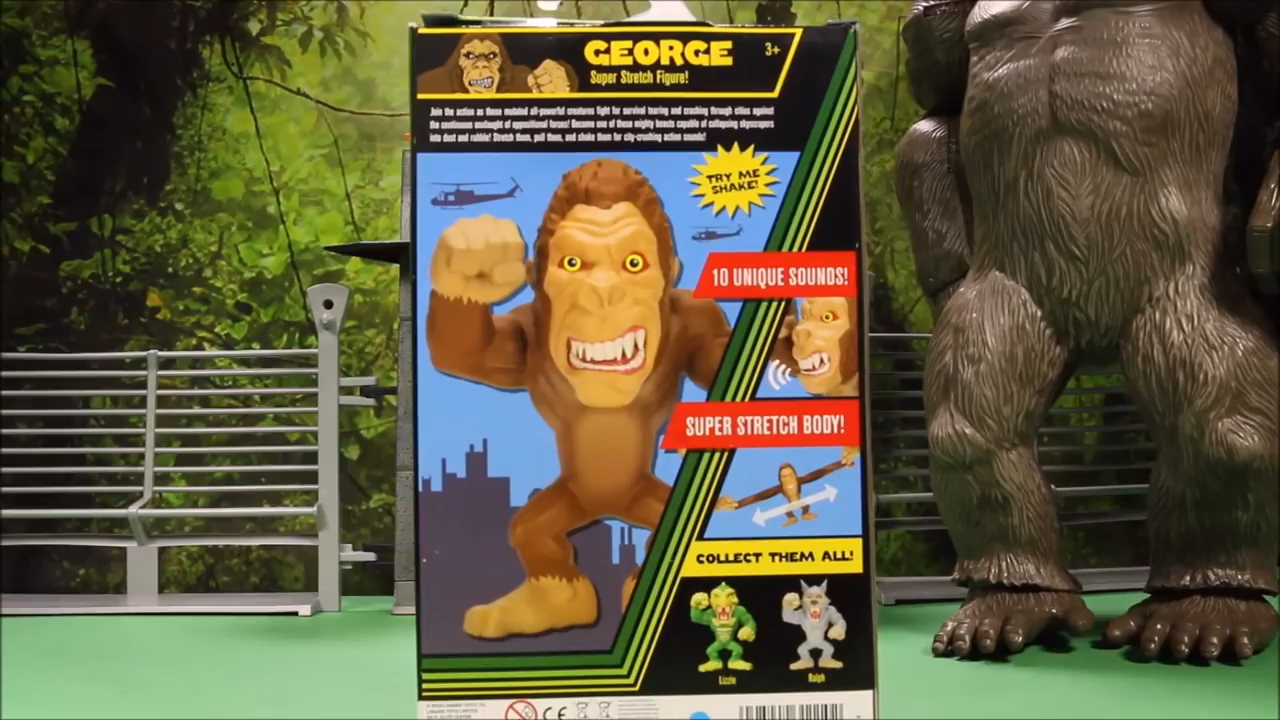 GEORGE
3+
Super Stretch Figure!
Join the action as these mutated all-powerful creatures fight for survival tearing and crashing through cities against
the continuous onslaught of oppositional forces! Become one of these mighty beasts capable of collapsing skyscrapers
into dust and rubble! Stretch them, pull them, and shake them for city-crushing action sounds!
TRY ME
SHAKE!
10 UNIQUE SOUNDS!
SUPER STRETCH BODY!
COLLECT THEM ALL!
Lizzie
Ralph
CE